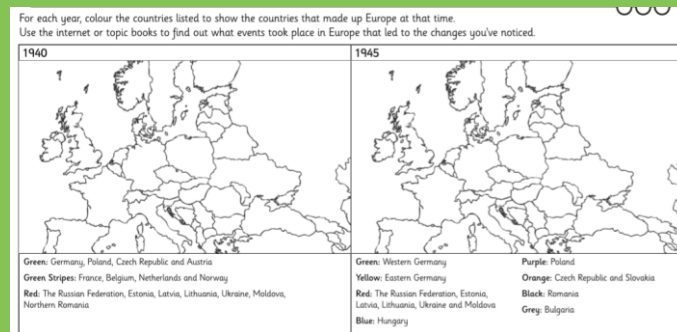 For each year, colour the countries listed to show the countries that made up Europe at that time.
Use the internet or topic books to find out what events took place in Europe that led to the changes you've noticed.
1940
1945
Green: Germany, Poland, Czech Republic and Austria
Green Stripes: France, Belgium, Netherlands and Norway
Red: The Russian Federation, Estonia, Latvia, Lithuania, Ukraine, Moldova,
Northern Romania
Green: Western Germany
Yellow: Eastern Germany
Red: The Russian Federation, Estonia,
Latvia, Lithuania, Ukraine and Moldova
Blue: Hungary
Purple: Poland
Orange: Czech Republic and Slovakia
Black: Romania
Grey: Bulgaria